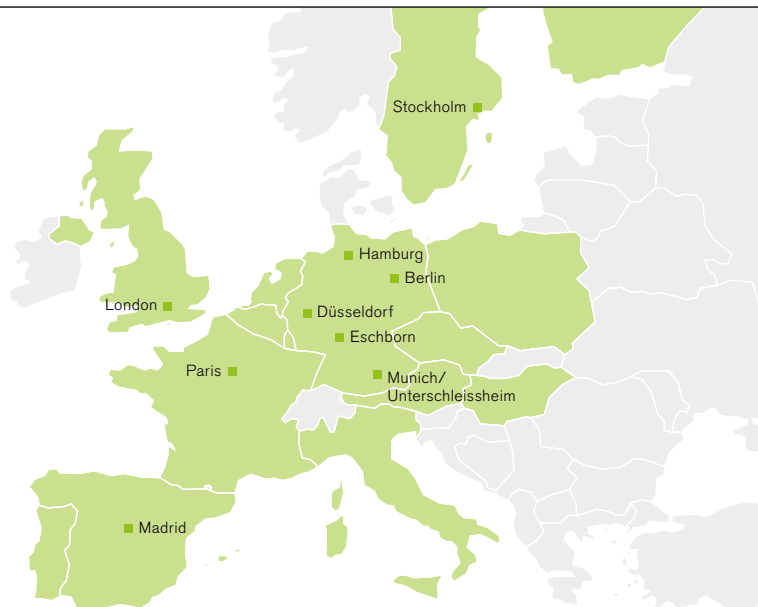 Stockholm
Hamburg
Berlin
London
Düsseldorf
Eschborn
Paris
Munich/
Unterschleissheim
Madrid